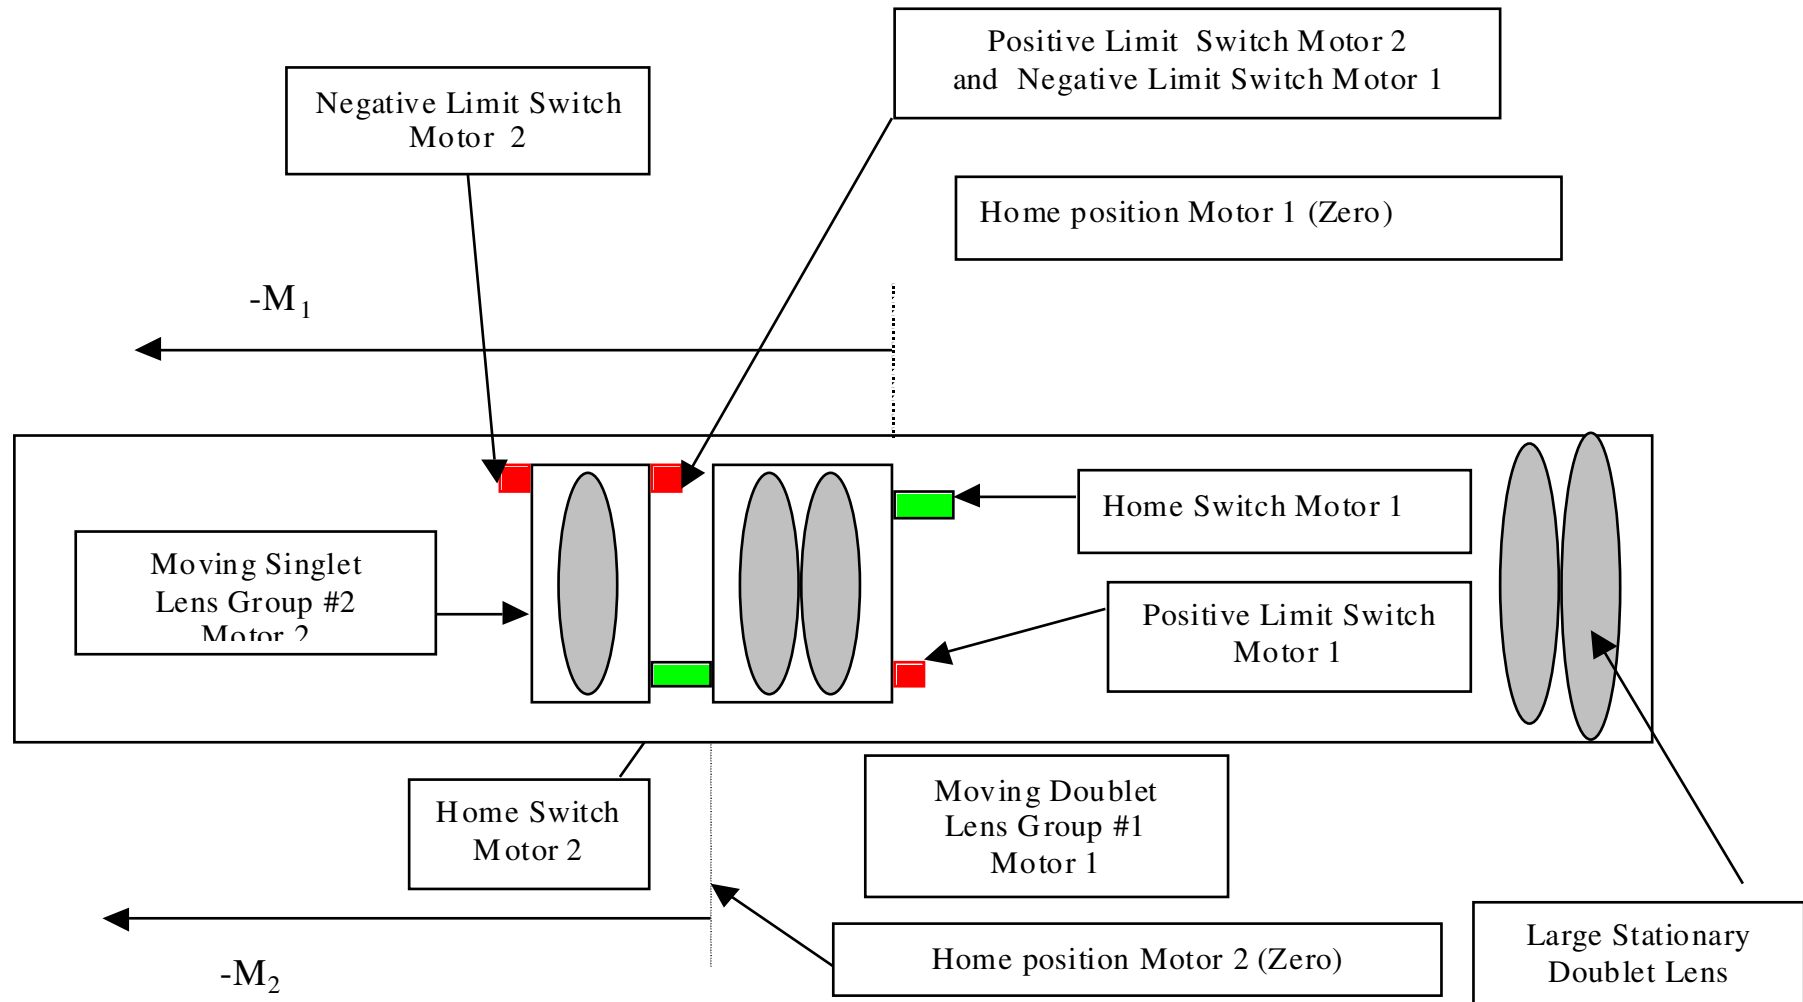 Positive Limit Switch Motor 2
and Negative Limit Switch Motor 1
Negative Limit Switch
Motor 2
Home position Motor 1 (Zero)
-M1
Home Switch Motor 1
Moving Singlet
Lens Group #2
Motor 2
Positive Limit Switch
Motor 1
Home Switch
Motor 2
Moving Doublet
Lens Group #1
Motor 1
Home position Motor 2 (Zero)
Large Stationary
Doublet Lens
-M2